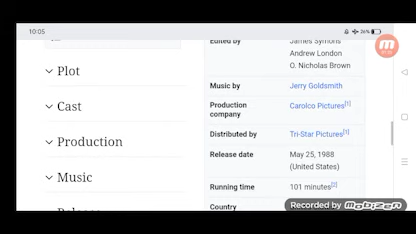 10:05
26%
Edited by
James Symons
Andrew London
O. Nicholas Brown
Plot
Cast
Production
Music
Music by
Jerry Goldsmith
Production company
Carolco Pictures[1]
Distributed by
Tri-Star Pictures[1]
Release date
May 25, 1988
(United States)
Running time
101 minutes[2]
Country
Recorded by
MOBIZEN